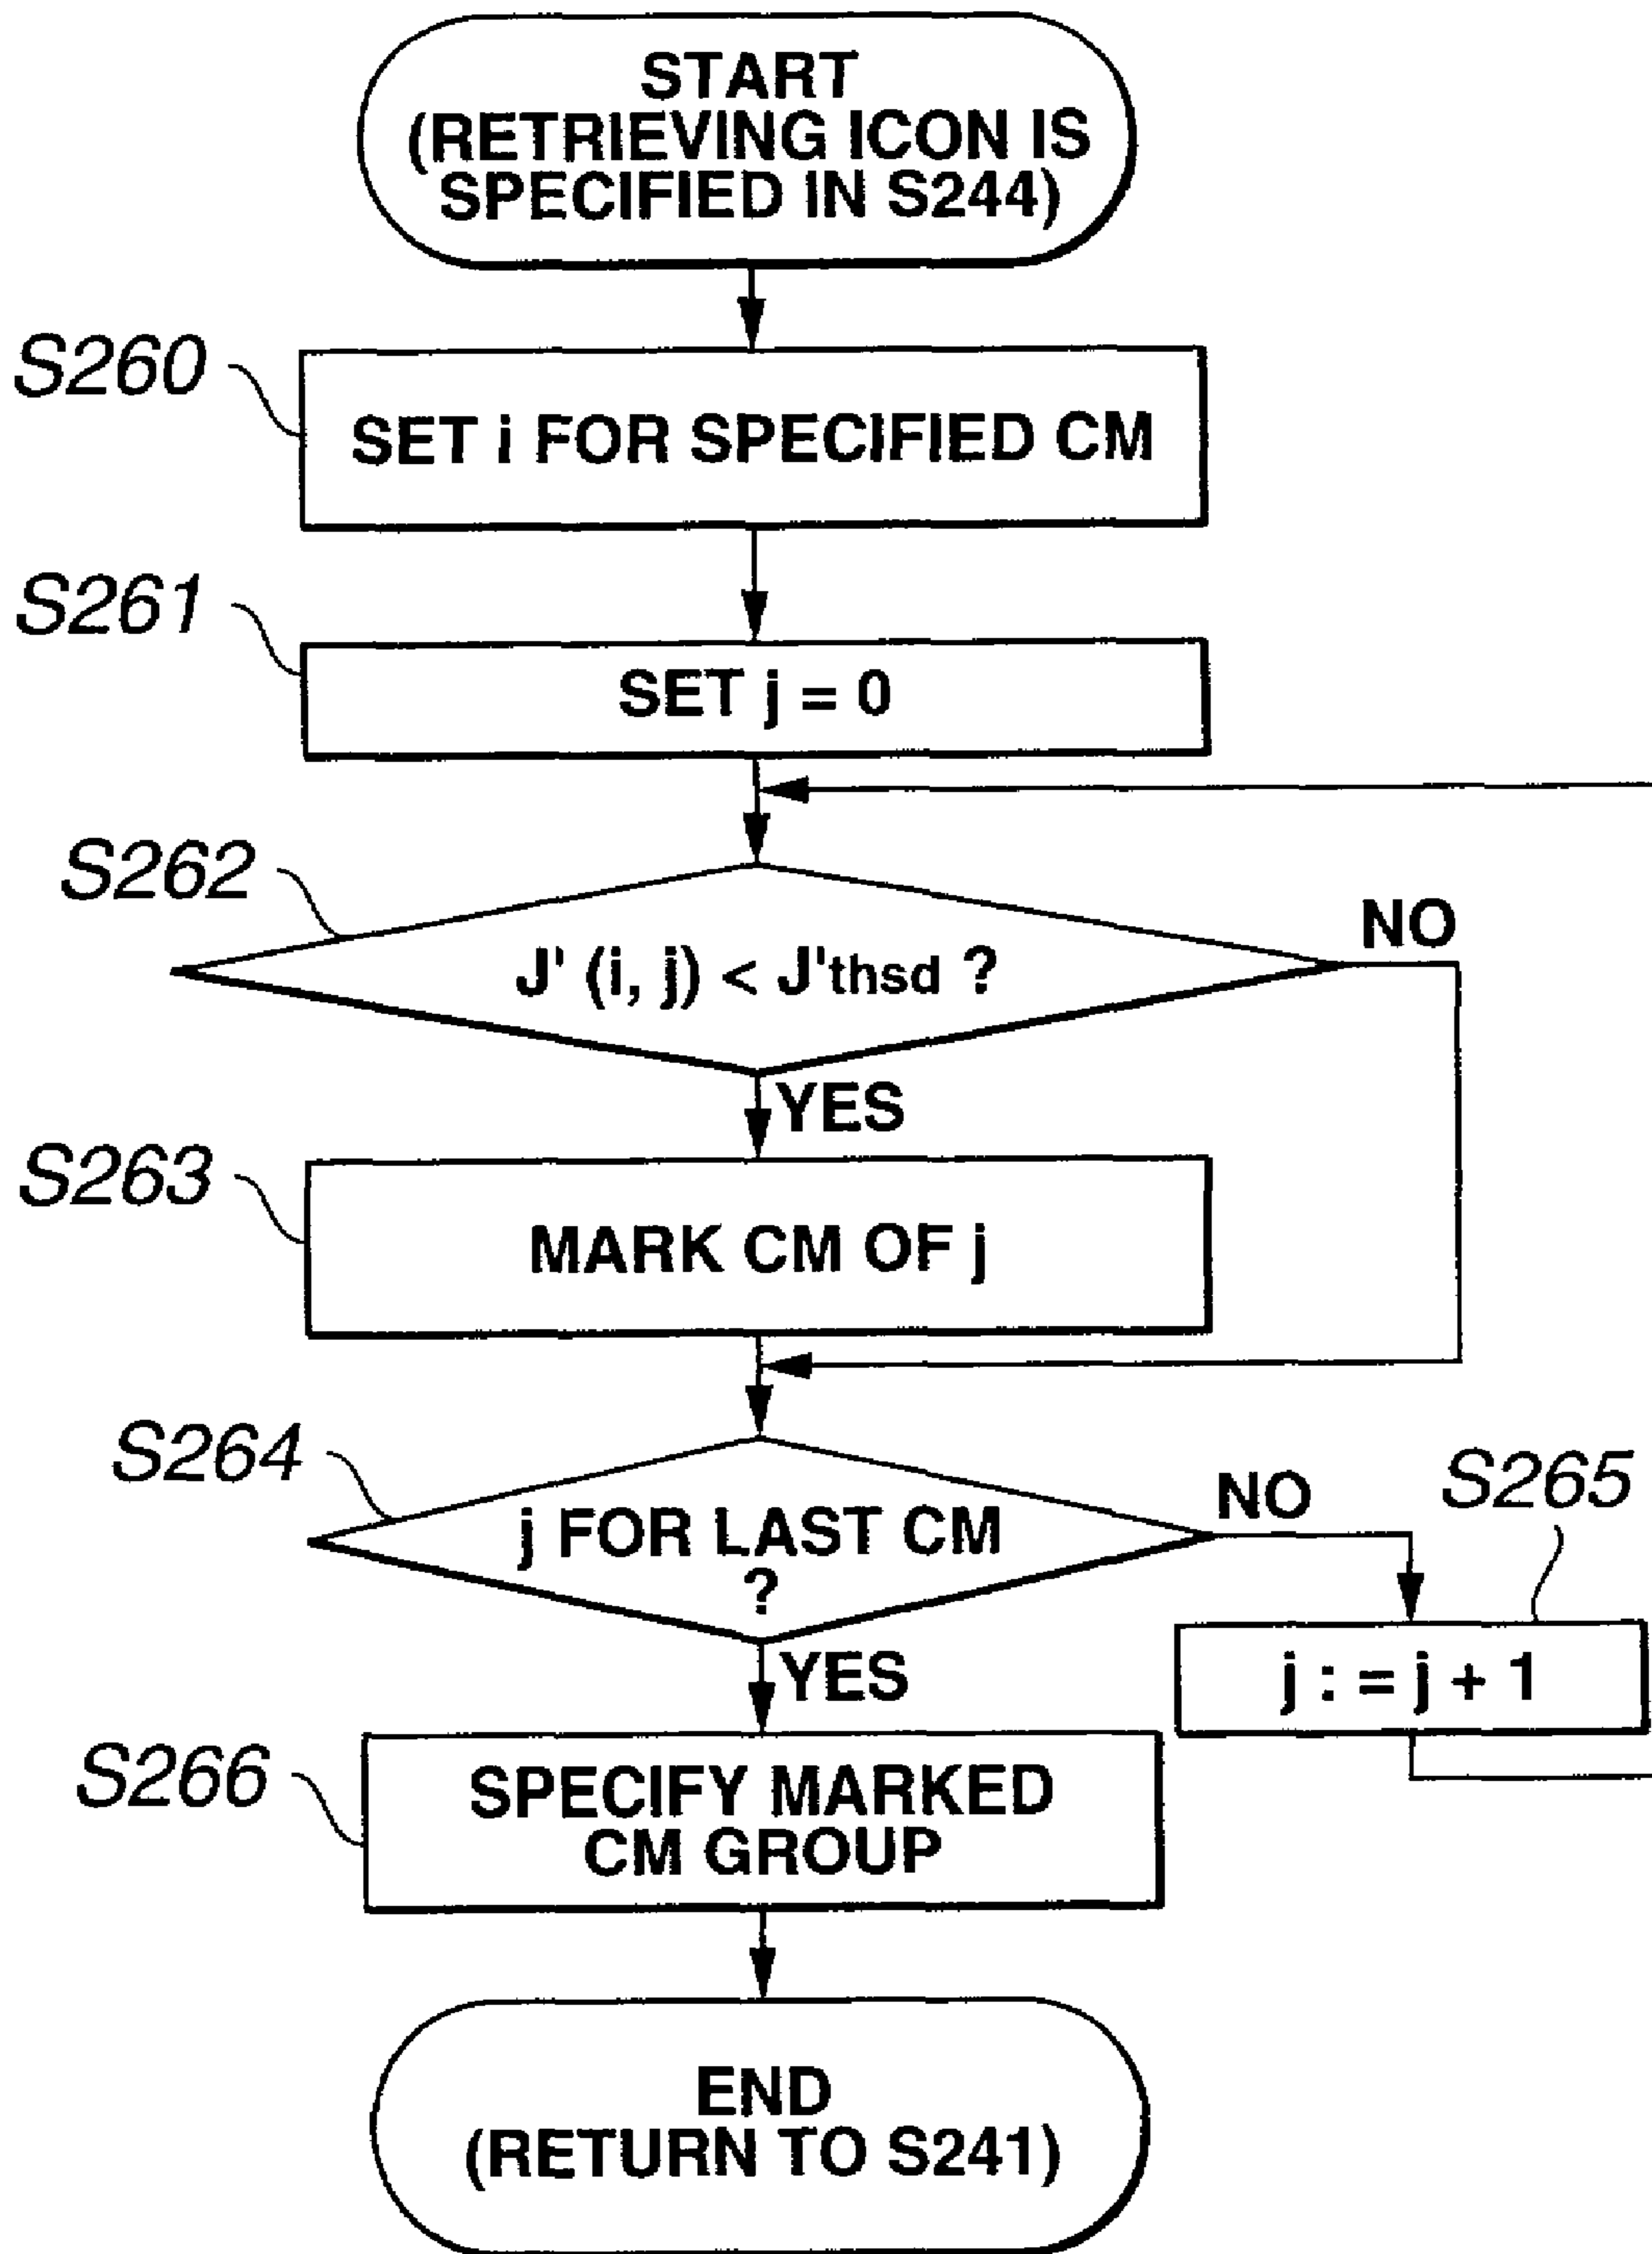 START
(RETRIEVING ICON IS
SPECIFIED IN S244)
S260
SET i FOR SPECIFIED CM
S261
SET j = 0
S262
J' (i, j) < J'thsd ?
NO
YES
S263
MARK CM OF j
S264
j FOR LAST CM
?
NO
S265
j : = j + 1
YES
S266
SPECIFY MARKED
CM GROUP
END
(RETURN TO S241)